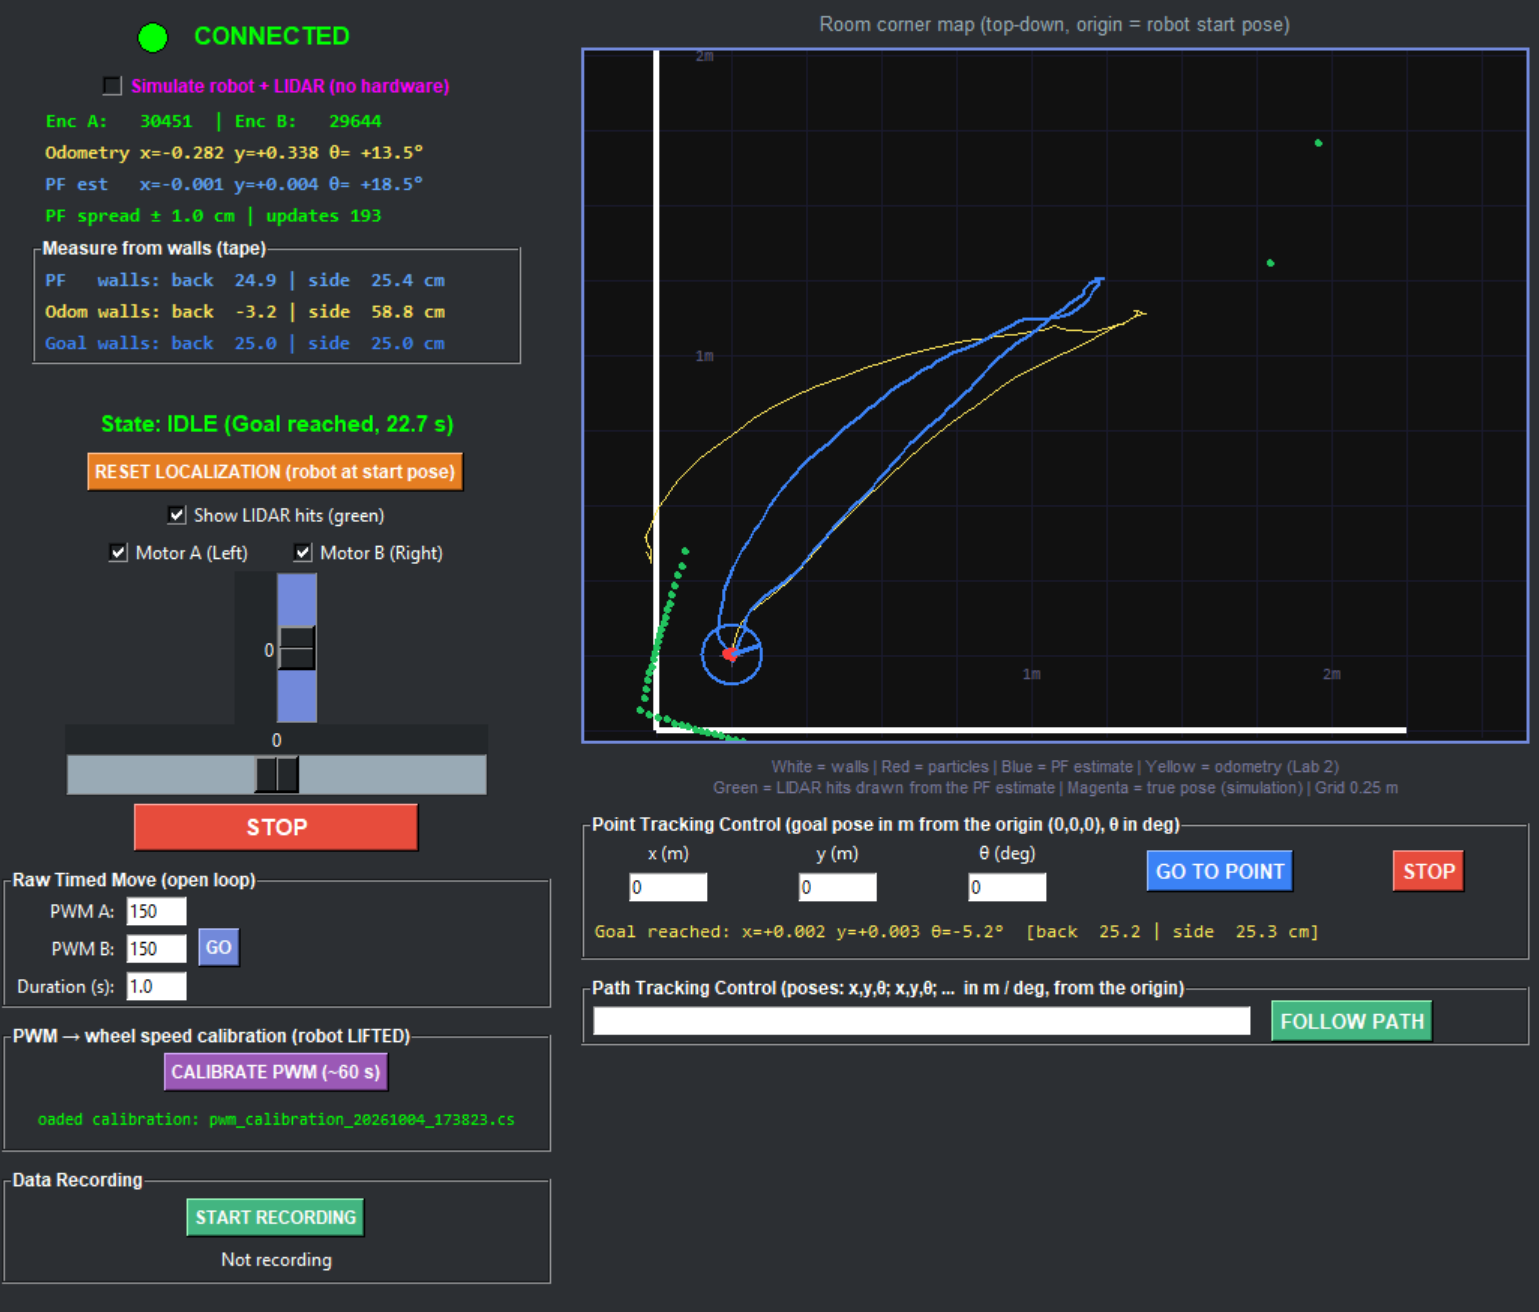 CONNECTED
Simulate robot + LIDAR (no hardware)
Enc A: 30451 | Enc B: 29644
Odometry x=-0.282 y=+0.338 θ= +13.5°
PF est x=-0.001 y=+0.004 θ= +18.5°
PF spread ± 1.0 cm | updates 193
Measure from walls (tape)
PF walls: back 24.9 | side 25.4 cm
Odom walls: back -3.2 | side 58.8 cm
Goal walls: back 25.0 | side 25.0 cm
State: IDLE (Goal reached, 22.7 s)
RESET LOCALIZATION (robot at start pose)
Show LIDAR hits (green)
Motor A (Left) Motor B (Right)
0
0
STOP
Raw Timed Move (open loop)
PWM A: 150
PWM B: 150
GO
Duration (s): 1.0
PWM → wheel speed calibration (robot LIFTED)
CALIBRATE PWM (~60 s)
oaded calibration: pwm_calibration_20261004_173823.cs
Data Recording
START RECORDING
Not recording
Room corner map (top-down, origin = robot start pose)
2m
1m
1m 2m
White = walls | Red = particles | Blue = PF estimate | Yellow = odometry (Lab 2)
Green = LIDAR hits drawn from the PF estimate | Magenta = true pose (simulation) | Grid 0.25 m
Point Tracking Control (goal pose in m from the origin (0,0,0), θ in deg)
x (m) y (m) θ (deg)
0 0 0
GO TO POINT STOP
Goal reached: x=+0.002 y=+0.003 θ=-5.2° [back 25.2 | side 25.3 cm]
Path Tracking Control (poses: x,y,θ; x,y,θ; ... in m / deg, from the origin)
FOLLOW PATH